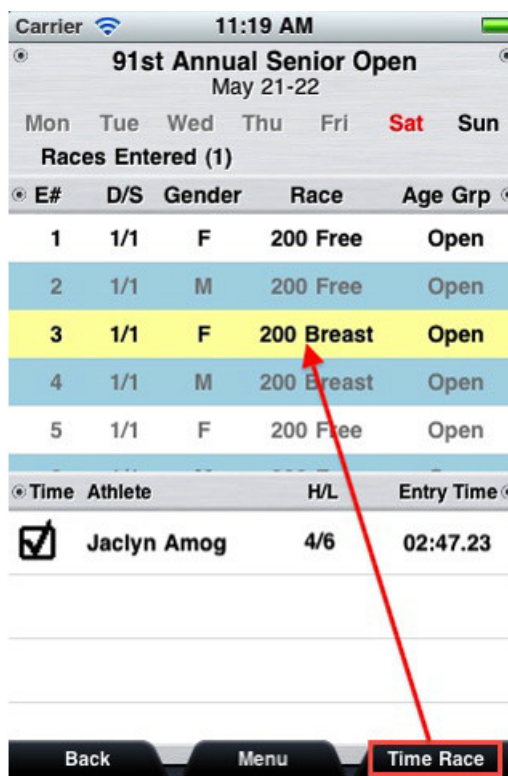 Carrier 11:19 AM
91st Annual Senior Open
May 21-22
Mon Tue Wed Thu Fri Sat Sun
Races Entered (1)
E# D/S Gender Race Age Grp
1 1/1 F 200 Free Open
2 1/1 M 200 Free Open
3 1/1 F 200 Breast Open
4 1/1 M 200 Breast Open
5 1/1 F 200 Free Open
Time Athlete H/L Entry Time
Jaclyn Amog 4/6 02:47.23
Back Menu Time Race